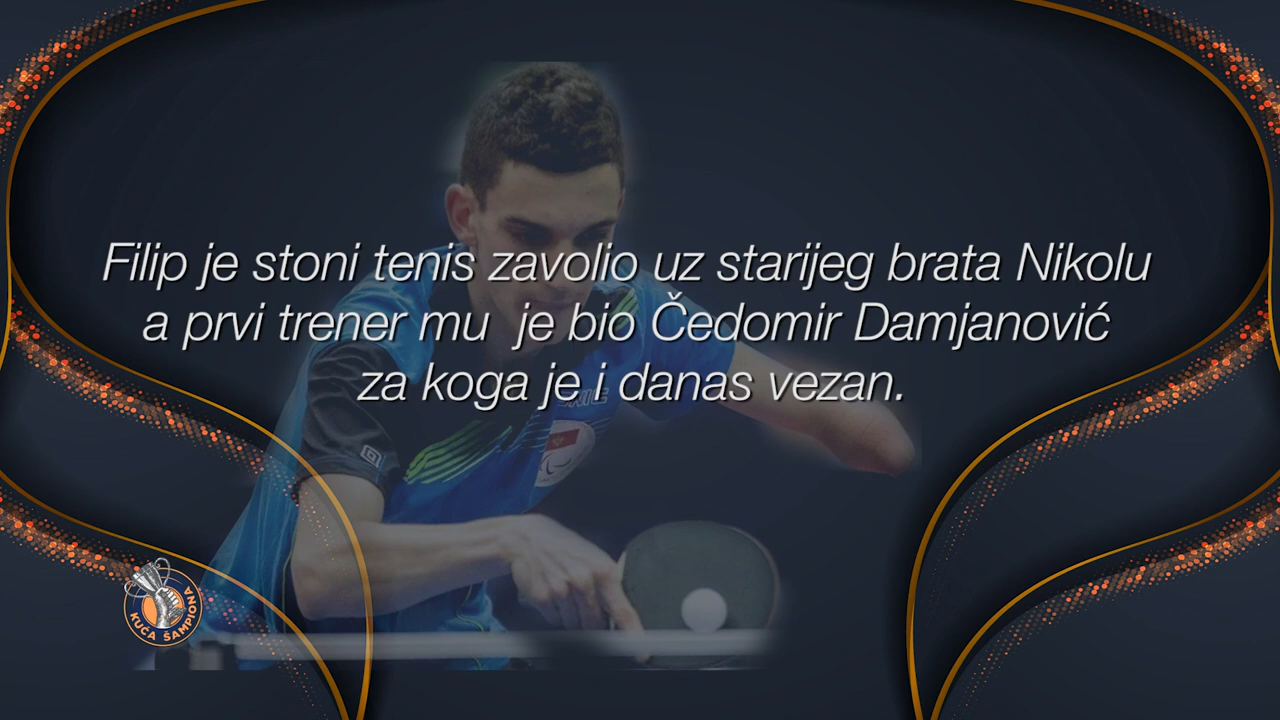 Filip je stoni tenis zavolio uz starijeg brata Nikolu
a prvi trener mu  je bio Čedomir Damjanović
za koga je i danas vezan.
KUĆA ŠAMPIONA